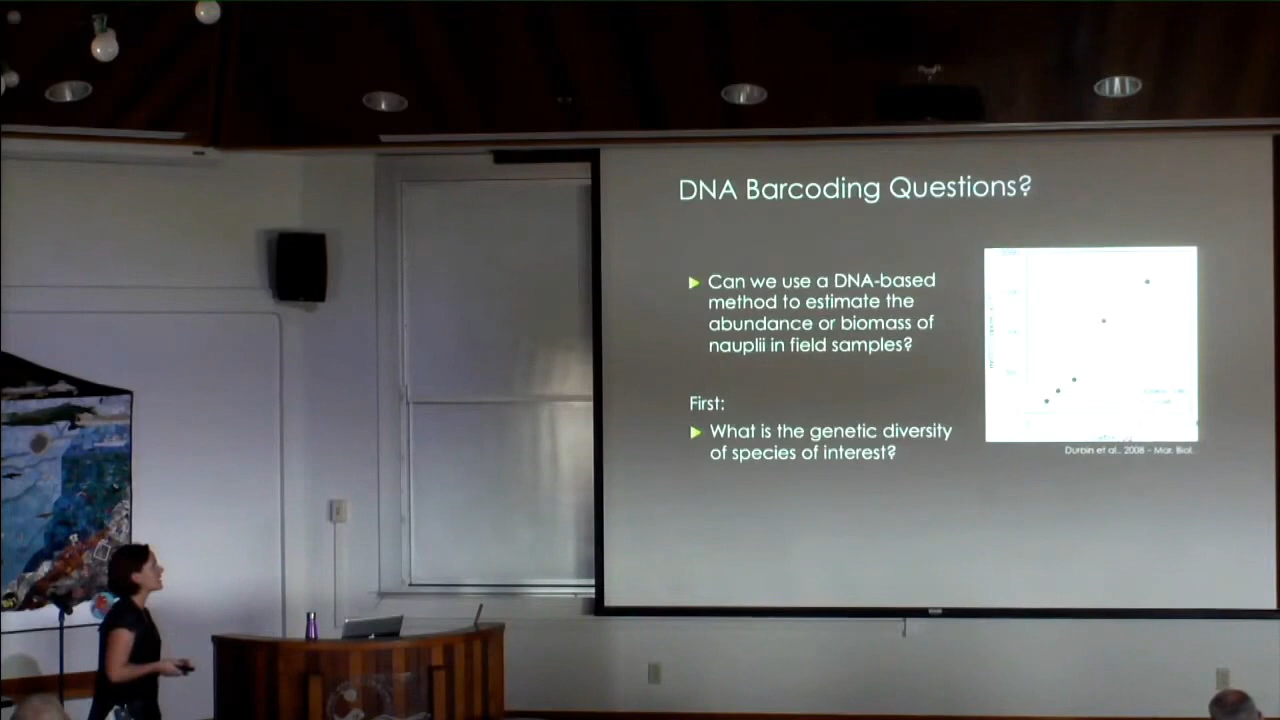 DNA Barcoding Questions?
Can we use a DNA-based
method to estimate the
abundance or biomass of
nauplii in field samples?
First:
What is the genetic diversity
of species of interest?
Durbin et al., 2008 - Mar. Biol.